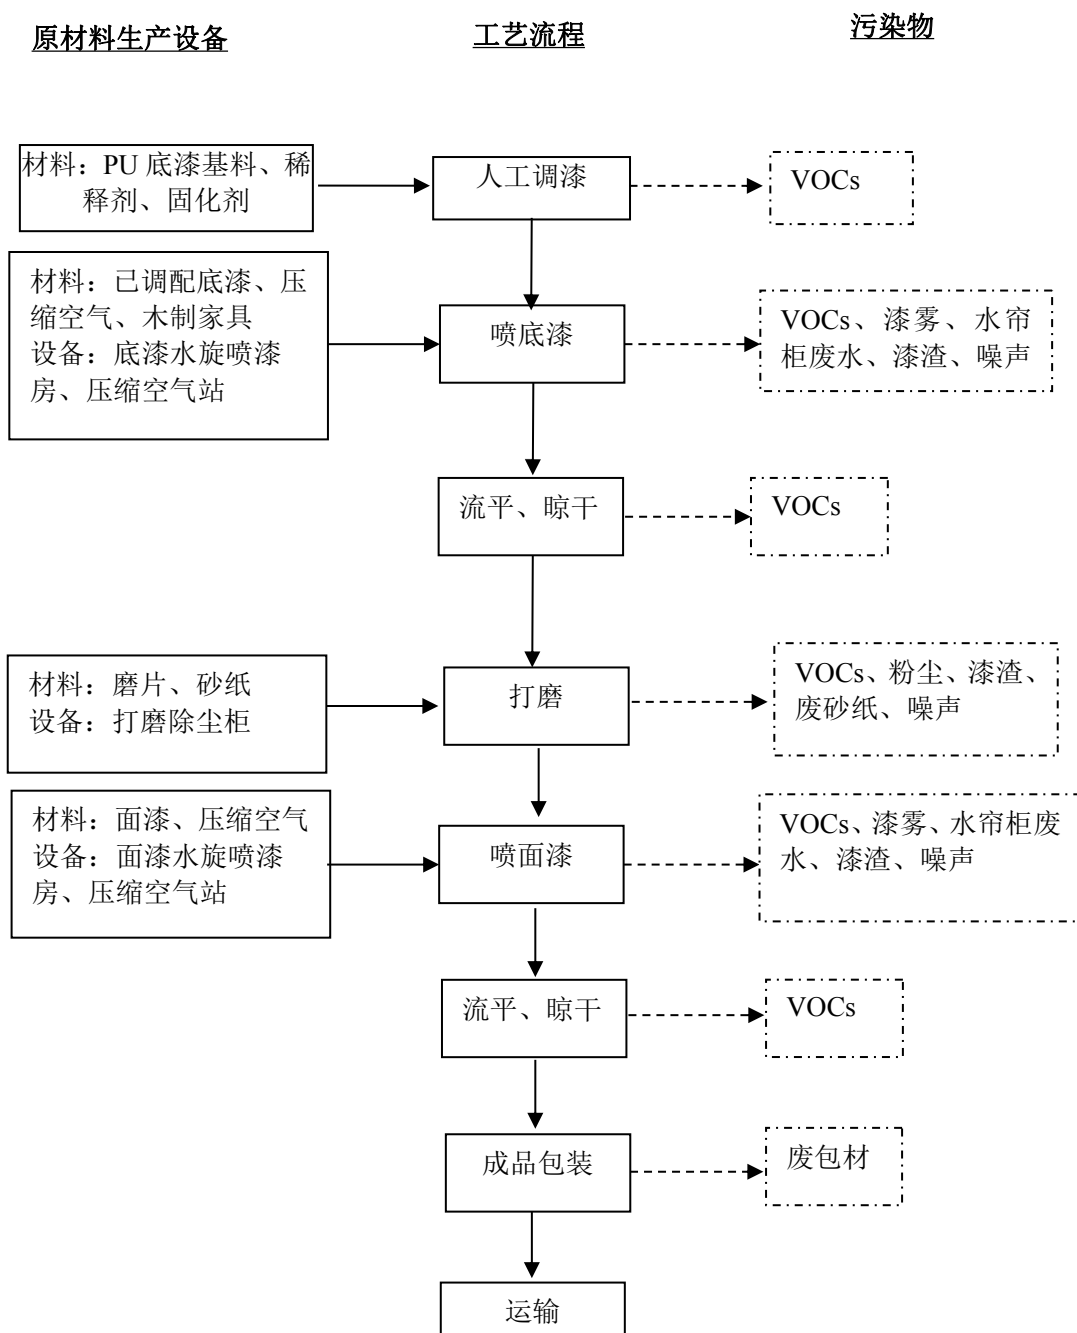 原材料生产设备
工艺流程
污染物
材料：PU 底漆基料、稀
释剂、固化剂
人工调漆
VOCs
材料：已调配底漆、压
缩空气、木制家具
设备：底漆水旋喷漆
房、压缩空气站
喷底漆
VOCs、漆雾、水帘
柜废水、漆渣、噪声
流平、晾干
VOCs
材料：磨片、砂纸
设备：打磨除尘柜
打磨
VOCs、粉尘、漆渣、
废砂纸、噪声
材料：面漆、压缩空气
设备：面漆水旋喷漆
房、压缩空气站
喷面漆
VOCs、漆雾、水帘柜废
水、漆渣、噪声
流平、晾干
VOCs
成品包装
废包材
运输